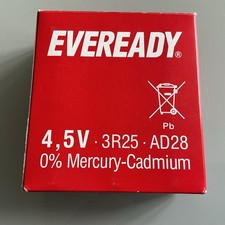 EVEREADY®
Pb
4,5V · 3R25 · AD28
0% Mercury-Cadmium